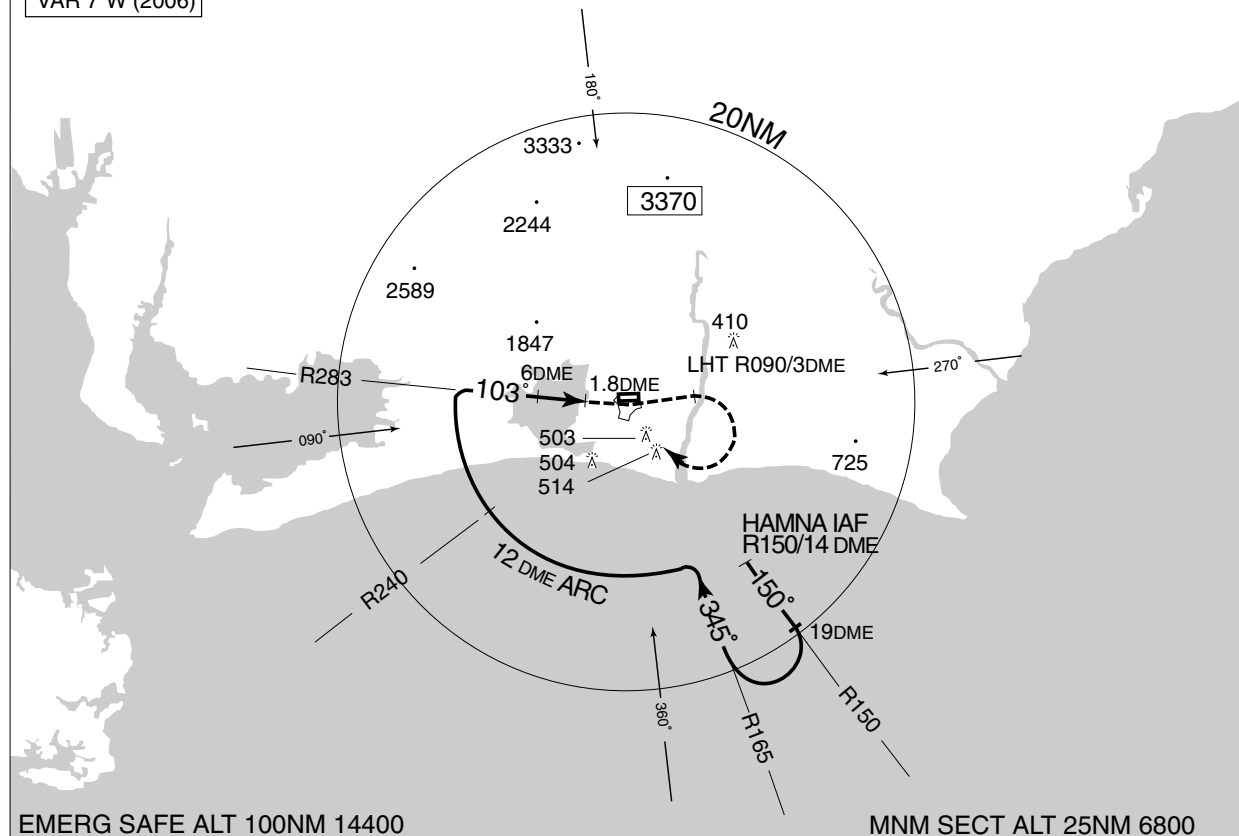 VAR 7°W (2006)
180°
20NM
3333
3370
2244
2589
410
1847
LHT R090/3DME
270°
6DME
1.8DME
R283
103°
090°
503
504
514
725
HAMNA IAF
R150/14 DME
150°
12 DME ARC
R240
345°
19DME
360°
R165
R150
EMERG SAFE ALT 100NM 14400
MNM SECT ALT 25NM 6800